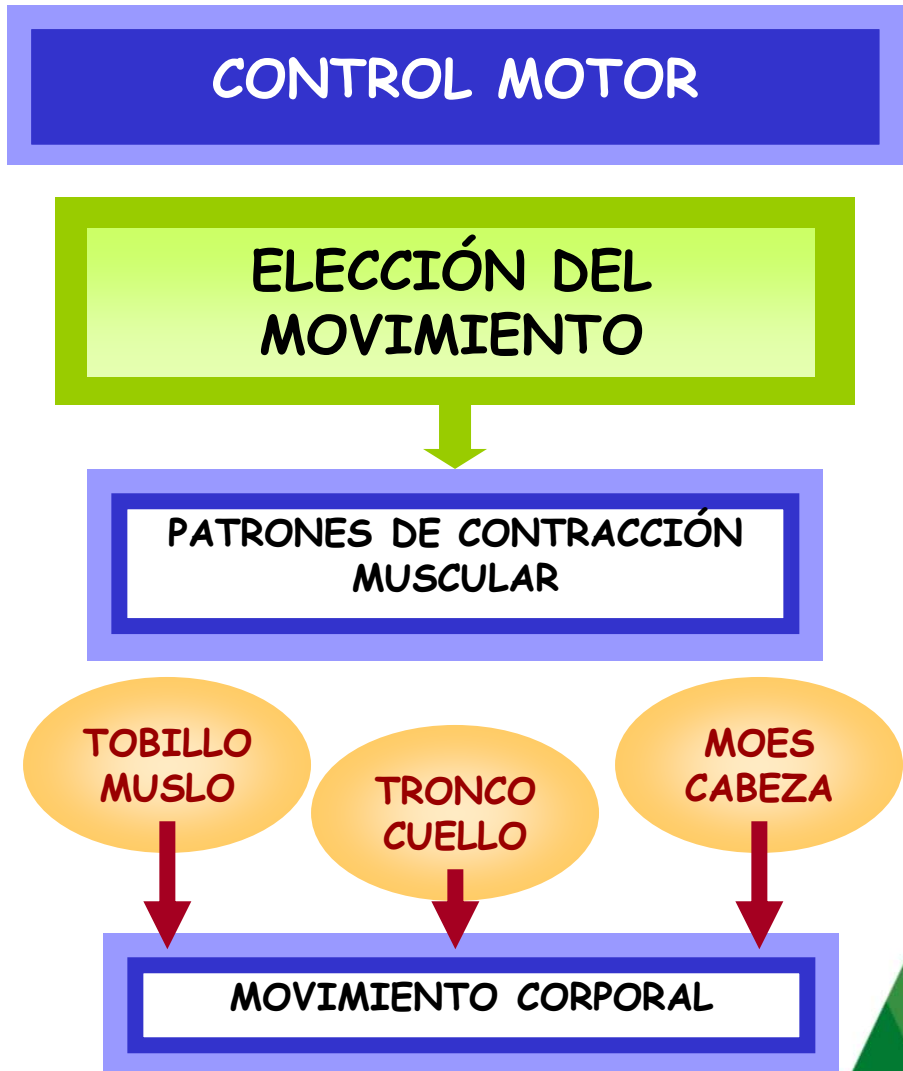 CONTROL MOTOR
ELECCIÓN DEL
MOVIMIENTO
PATRONES DE CONTRACCIÓN
MUSCULAR
TOBILLO
MUSLO
TRONCO
CUELLO
MOES
CABEZA
MOVIMIENTO CORPORAL